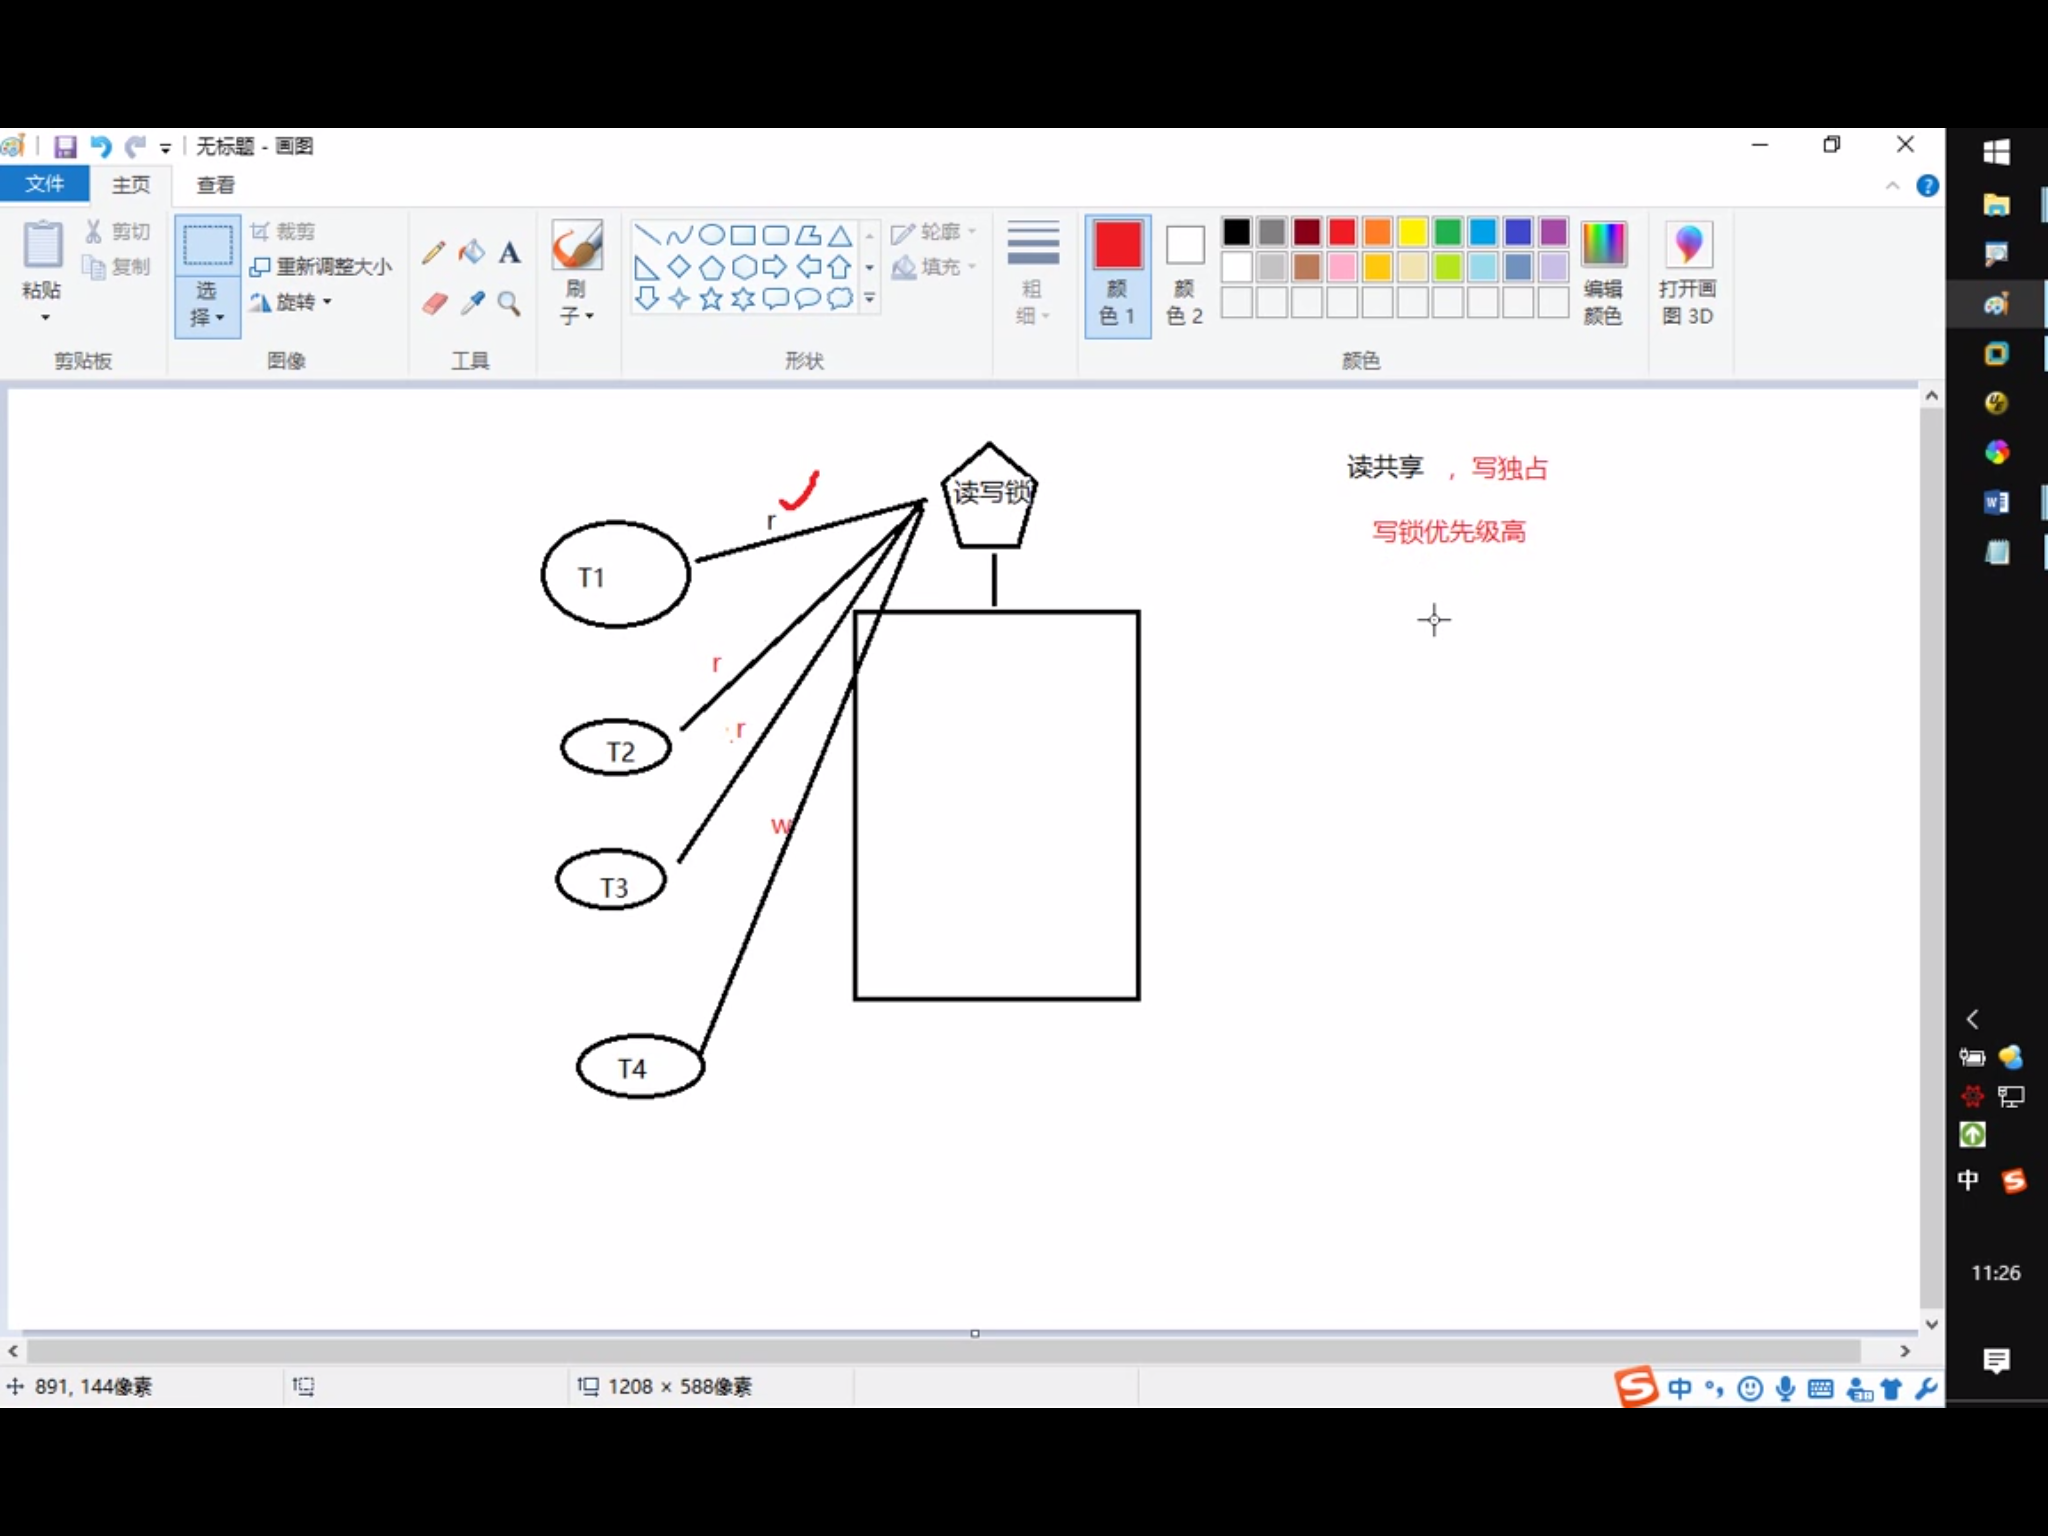 无标题 - 画图
文件 主页 查看
粘贴 剪切 复制 剪贴板
选择 裁剪 重新调整大小 旋转 图像
A
工具
刷子
形状
轮廓 填充
粗细
颜色 1 颜色 2
编辑颜色
颜色
打开画图 3D
读写锁
读共享 ，写独占
写锁优先级高
r
T1
r
r
T2
w
T3
T4
中
11:26
891, 144像素
1208 × 588像素
中